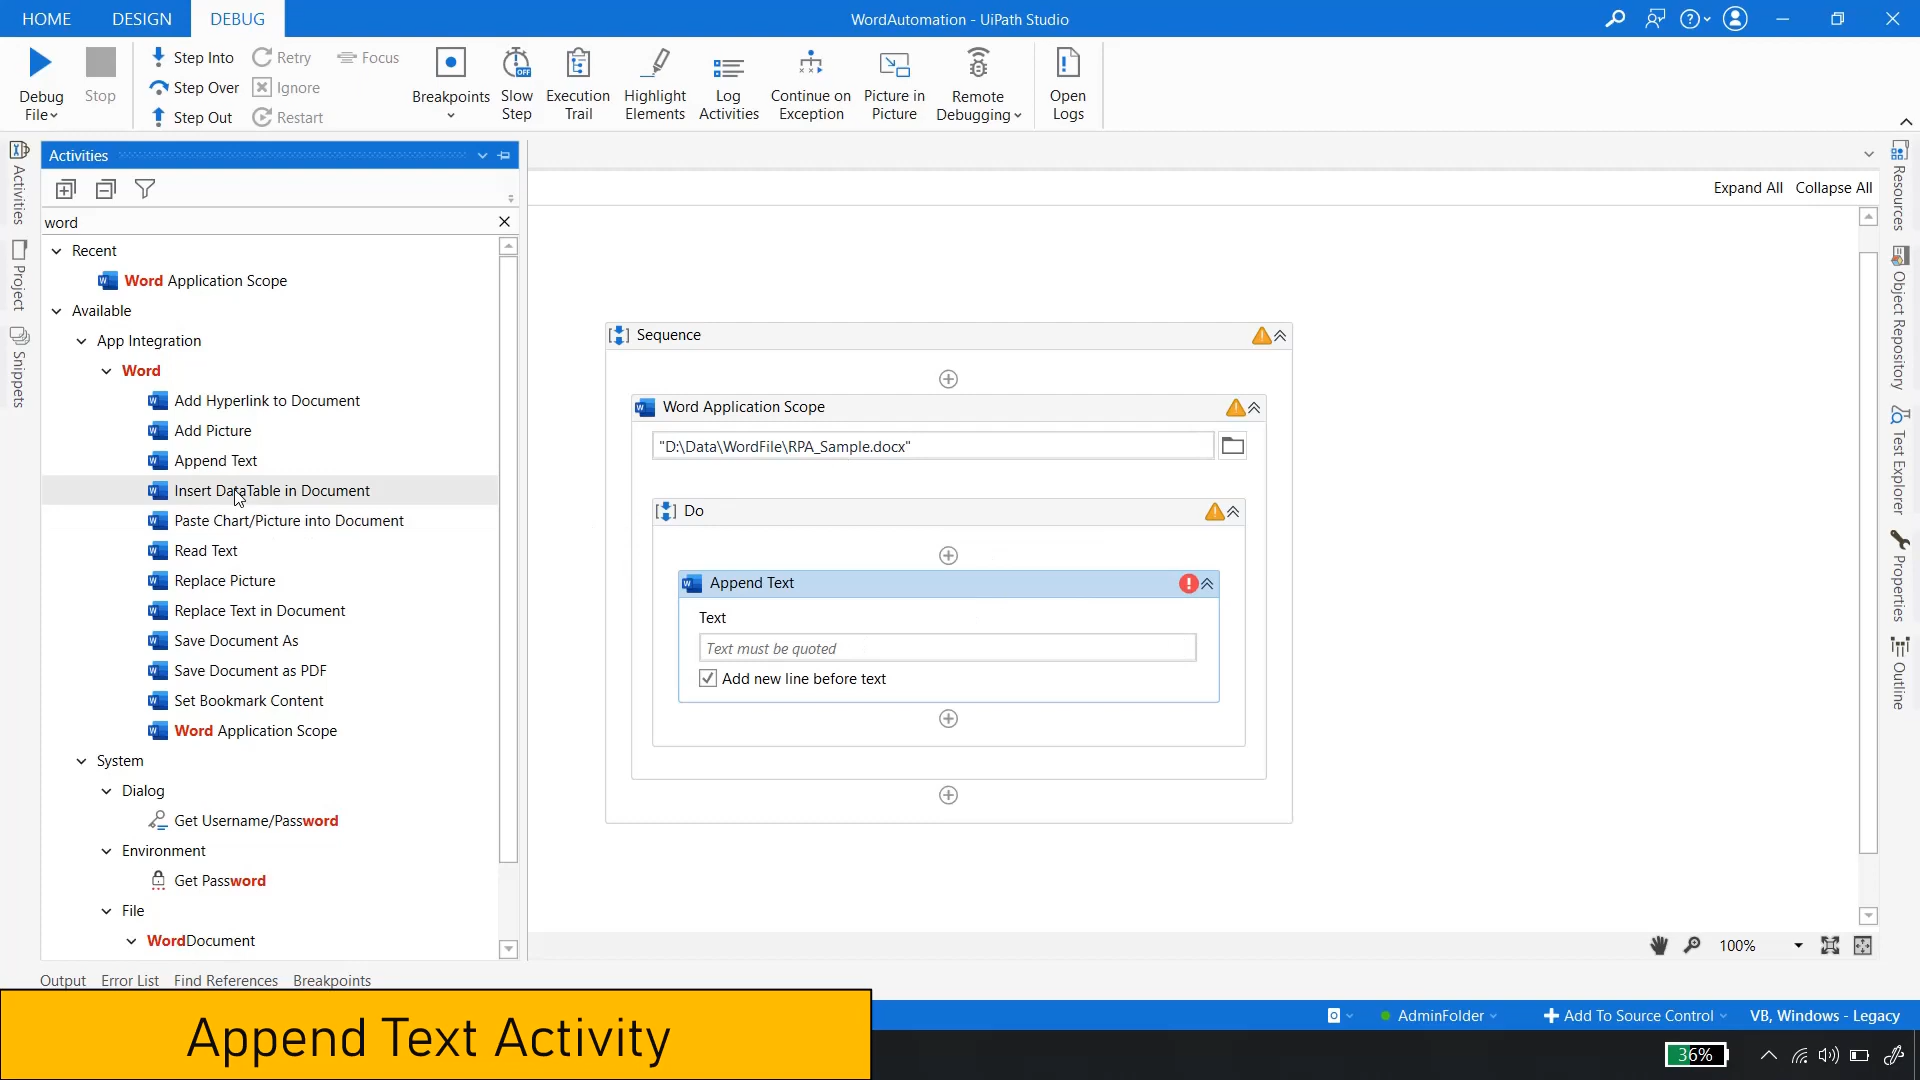 HOME DESIGN DEBUG WordAutomation - UiPath Studio
Debug File
Stop
Step Into
Step Over
Step Out
Retry
Ignore
Restart
Focus
Breakpoints
Slow Step
OFF
Execution Trail
Highlight Elements
Log Activities
Continue on Exception
Picture in Picture
Remote Debugging
Open Logs
Activities
Project
Snippets
Activities
word
Recent
Word Application Scope
Available
App Integration
Word
Add Hyperlink to Document
Add Picture
Append Text
Insert DataTable in Document
Paste Chart/Picture into Document
Read Text
Replace Picture
Replace Text in Document
Save Document As
Save Document as PDF
Set Bookmark Content
Word Application Scope
System
Dialog
Get Username/Password
Environment
Get Password
File
WordDocument
Expand All Collapse All
Sequence
Word Application Scope
"D:\Data\WordFile\RPA_Sample.docx"
Do
Append Text
Text
Text must be quoted
Add new line before text
100%
Resources
Object Repository
Test Explorer
Properties
Outline
Output Error List Find References Breakpoints
AdminFolder Add To Source Control VB, Windows - Legacy
Append Text Activity
36%